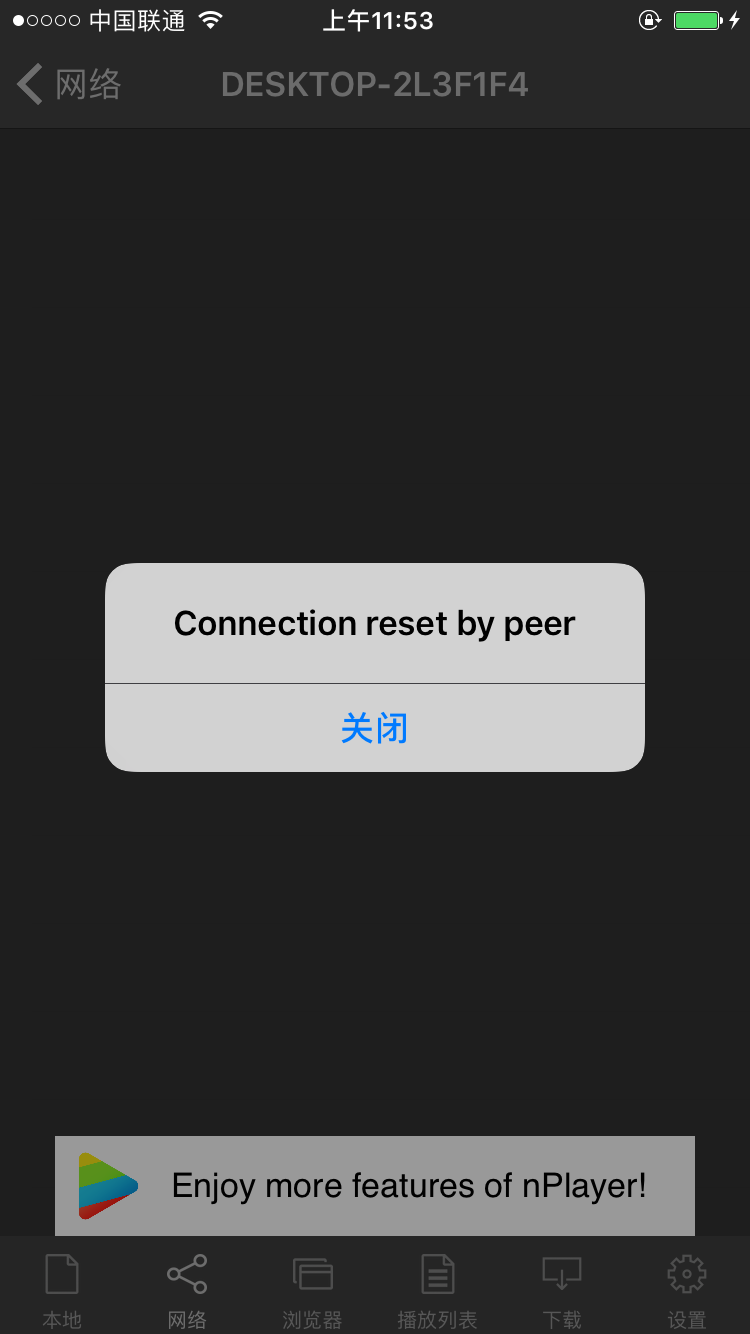 中国联通
上午11:53
网络
DESKTOP-2L3F1F4
Connection reset by peer
关闭
Enjoy more features of nPlayer!
本地
网络
浏览器
播放列表
下载
设置